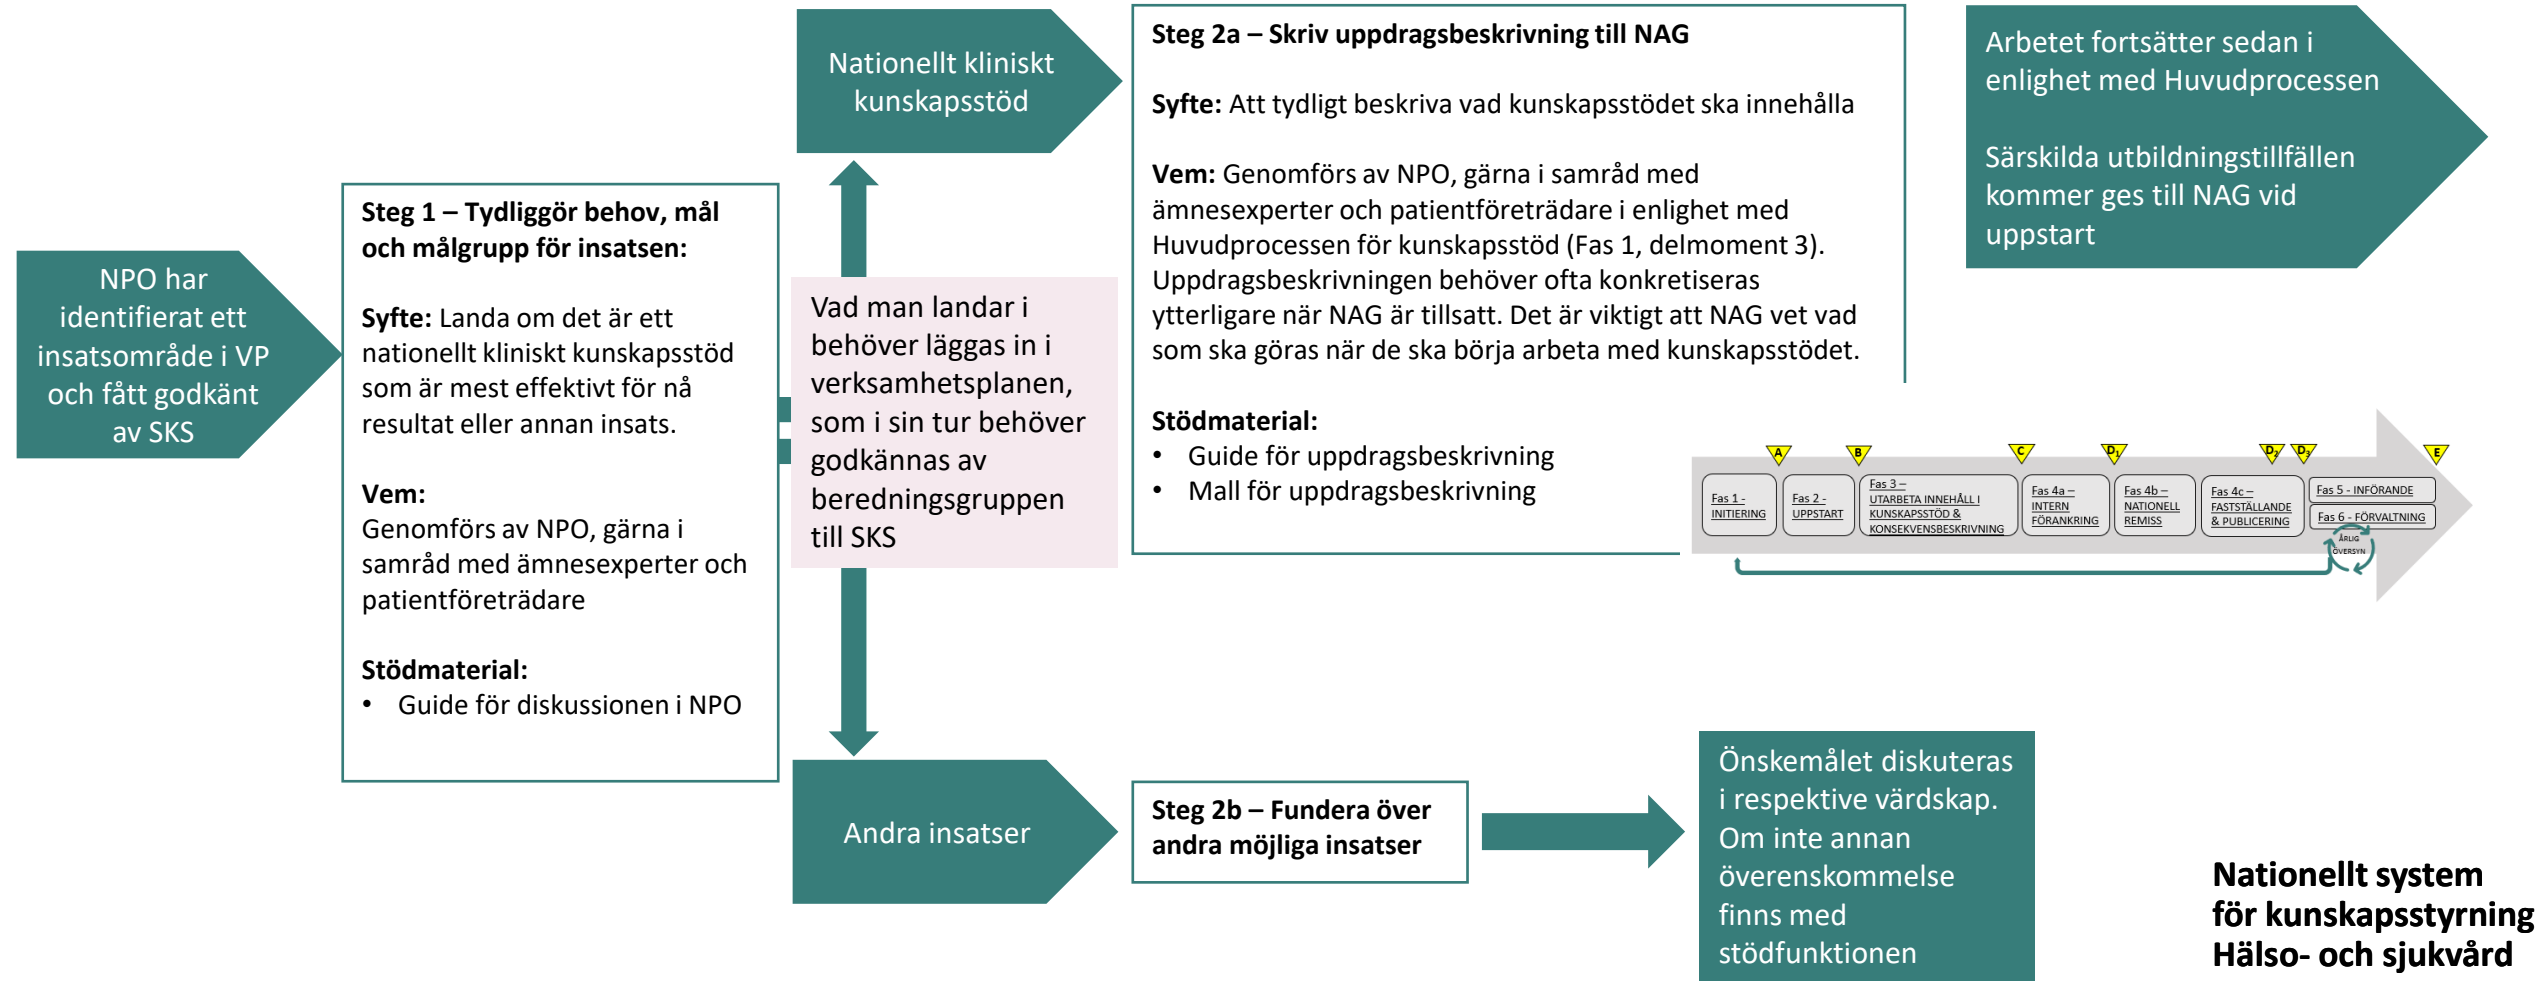 NPO har
identifierat ett
insatsområde i VP
och fått godkänt
av SKS
Steg 1 – Tydliggör behov, mål
och målgrupp för insatsen:
Syfte: Landa om det är ett
nationellt kliniskt kunskapsstöd
som är mest effektivt för nå
resultat eller annan insats.
Vem:
Genomförs av NPO, gärna i
samråd med ämnesexperter och
patientföreträdare
Stödmaterial:
• Guide för diskussionen i NPO
Nationellt kliniskt
kunskapsstöd
Vad man landar i
behöver läggas in i
verksamhetsplanen,
som i sin tur behöver
godkännas av
beredningsgruppen
till SKS
Andra insatser
Steg 2a – Skriv uppdragsbeskrivning till NAG
Syfte: Att tydligt beskriva vad kunskapsstödet ska innehålla
Vem: Genomförs av NPO, gärna i samråd med
ämnesexperter och patientföreträdare i enlighet med
Huvudprocessen för kunskapsstöd (Fas 1, delmoment 3).
Uppdragsbeskrivningen behöver ofta konkretiseras
ytterligare när NAG är tillsatt. Det är viktigt att NAG vet vad
som ska göras när de ska börja arbeta med kunskapsstödet.
Stödmaterial:
• Guide för uppdragsbeskrivning
• Mall för uppdragsbeskrivning
Steg 2b – Fundera över
andra möjliga insatser
Arbetet fortsätter sedan i
enlighet med Huvudprocessen
Särskilda utbildningstillfällen
kommer ges till NAG vid
uppstart
A
B
C
D1
D2
D3
E
Fas 1 -
INITIERING
Fas 2 -
UPPSTART
Fas 3 –
UTARBETA INNEHÅLL I
KUNSKAPSSTÖD &
KONSEKVENSBESKRIVNING
Fas 4a –
INTERN
FÖRANKRING
Fas 4b –
NATIONELL
REMISS
Fas 4c –
FASTSTÄLLANDE
& PUBLICERING
Fas 5 - INFÖRANDE
Fas 6 - FÖRVALTNING
ÅRLIG
ÖVERSYN
Önskemålet diskuteras
i respektive värdskap.
Om inte annan
överenskommelse
finns med
stödfunktionen
Nationellt system
för kunskapsstyrning
Hälso- och sjukvård